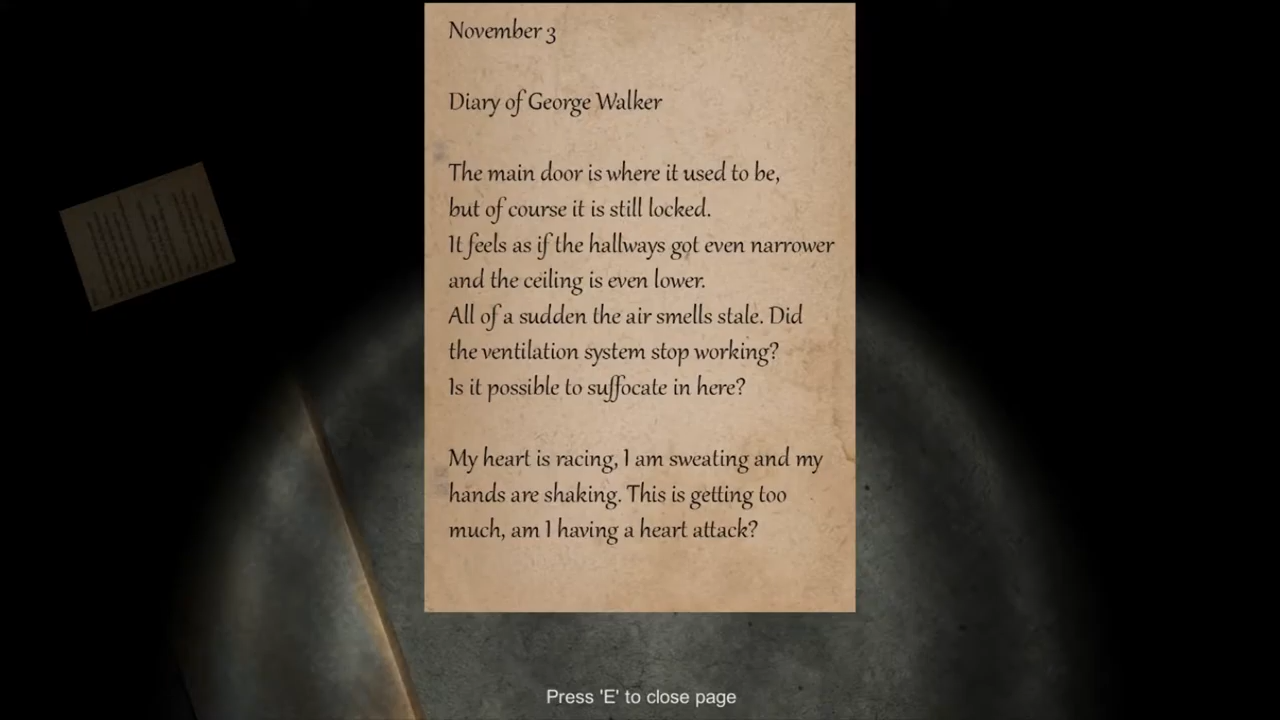 November 3
Diary of George Walker
The main door is where it used to be,
but of course it is still locked.
It feels as if the hallways got even narrower
and the ceiling is even lower.
All of a sudden the air smells stale. Did
the ventilation system stop working?
Is it possible to suffocate in here?
My heart is racing, I am sweating and my
hands are shaking. This is getting too
much, am I having a heart attack?
Press 'E' to close page